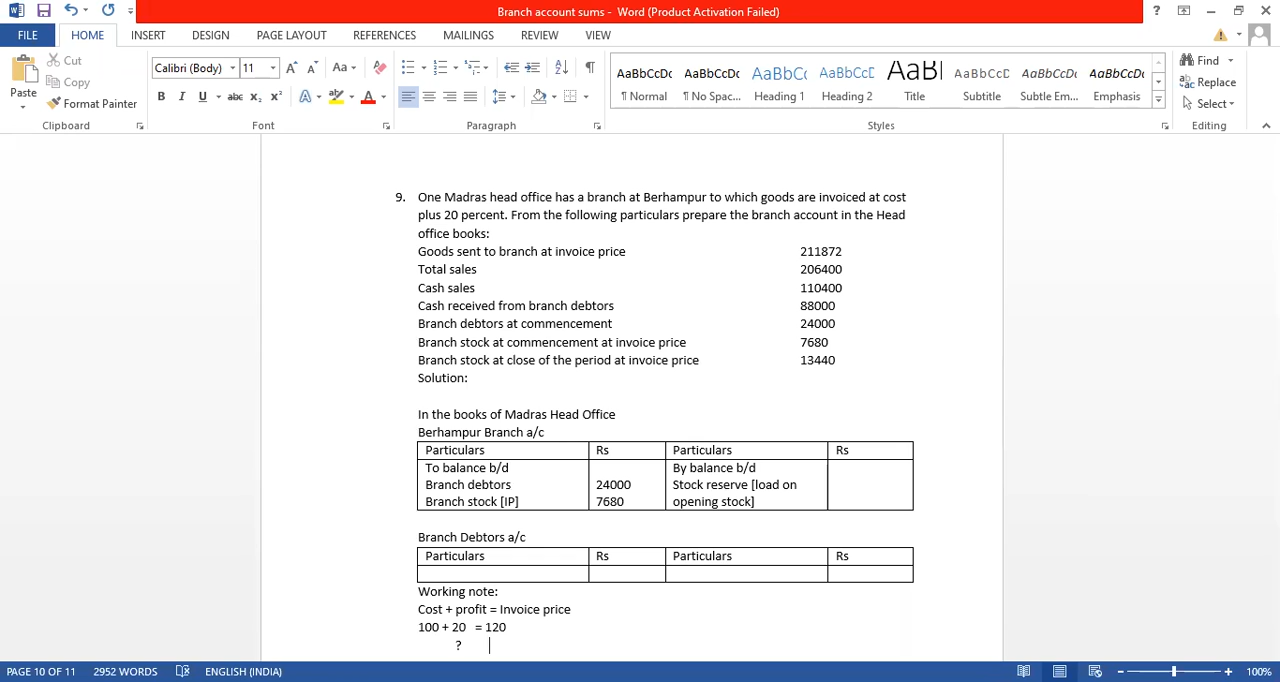 Branch account sums - Word (Product Activation Failed)
FILE HOME INSERT DESIGN PAGE LAYOUT REFERENCES MAILINGS REVIEW VIEW
Paste
Cut
Copy
Format Painter
Clipboard
Calibri (Body) 11
Font
Paragraph
AaBbCcDc AaBbCcDc AaBbCc AaBbCcC AaBl AaBbCcD AaBbCcDc AaBbCcDc
¶ Normal ¶ No Spac... Heading 1 Heading 2 Title Subtitle Subtle Em... Emphasis
Styles
Find
Replace
Select
Editing
9. One Madras head office has a branch at Berhampur to which goods are invoiced at cost
plus 20 percent. From the following particulars prepare the branch account in the Head
office books:
Goods sent to branch at invoice price 211872
Total sales 206400
Cash sales 110400
Cash received from branch debtors 88000
Branch debtors at commencement 24000
Branch stock at commencement at invoice price 7680
Branch stock at close of the period at invoice price 13440
Solution:
In the books of Madras Head Office
Berhampur Branch a/c
Particulars Rs Particulars Rs
To balance b/d By balance b/d
Branch debtors 24000 Stock reserve [load on
Branch stock [IP] 7680 opening stock]
Branch Debtors a/c
Particulars Rs Particulars Rs
Working note:
Cost + profit = Invoice price
100 + 20 = 120
?
PAGE 10 OF 11 2952 WORDS ENGLISH (INDIA) 100%